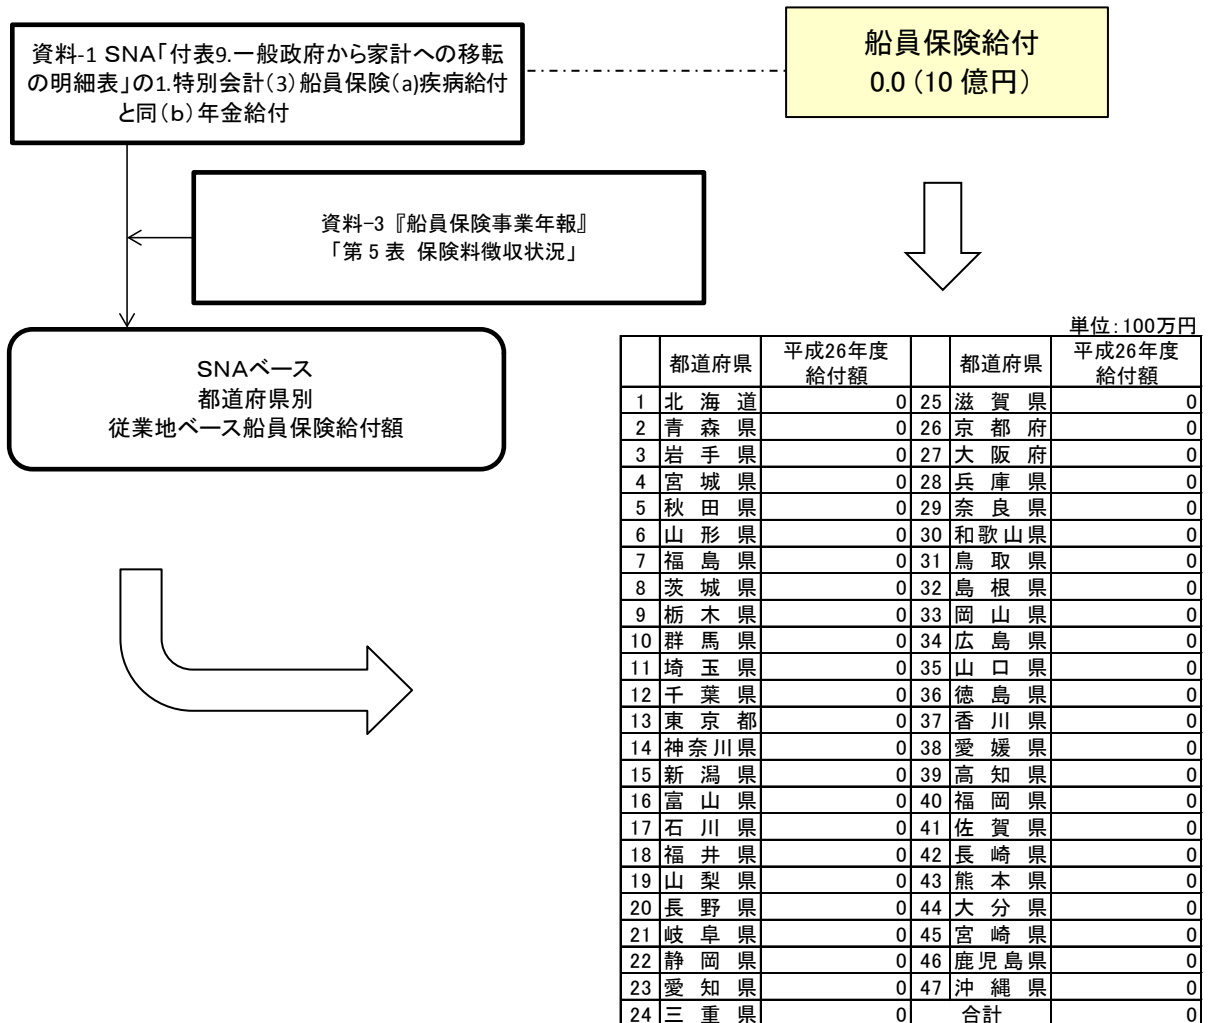 資料-1 SNA「付表9.一般政府から家計への移転
の明細表」の1.特別会計(3)船員保険(a)疾病給付
と同(b)年金給付
船員保険給付
0.0(10億円)
資料-3『船員保険事業年報』
「第5表 保険料徴収状況」
SNAベース
都道府県別
従業地ベース船員保険給付額
単位:100万円
都道府県 平成26年度 都道府県 平成26年度
給付額 給付額
1 北海道 0 25 滋賀県 0
2 青森県 0 26 京都府 0
3 岩手県 0 27 大阪府 0
4 宮城県 0 28 兵庫県 0
5 秋田県 0 29 奈良県 0
6 山形県 0 30 和歌山県 0
7 福島県 0 31 鳥取県 0
8 茨城県 0 32 島根県 0
9 栃木県 0 33 岡山県 0
10 群馬県 0 34 広島県 0
11 埼玉県 0 35 山口県 0
12 千葉県 0 36 徳島県 0
13 東京都 0 37 香川県 0
14 神奈川県 0 38 愛媛県 0
15 新潟県 0 39 高知県 0
16 富山県 0 40 福岡県 0
17 石川県 0 41 佐賀県 0
18 福井県 0 42 長崎県 0
19 山梨県 0 43 熊本県 0
20 長野県 0 44 大分県 0
21 岐阜県 0 45 宮崎県 0
22 静岡県 0 46 鹿児島県 0
23 愛知県 0 47 沖縄県 0
24 三重県 0 合計 0